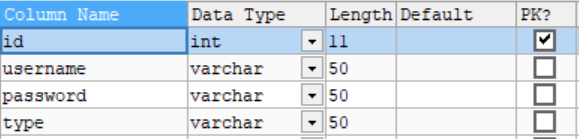 Column Name Data Type Length Default PK?
id int 11
username varchar 50
password varchar 50
type varchar 50